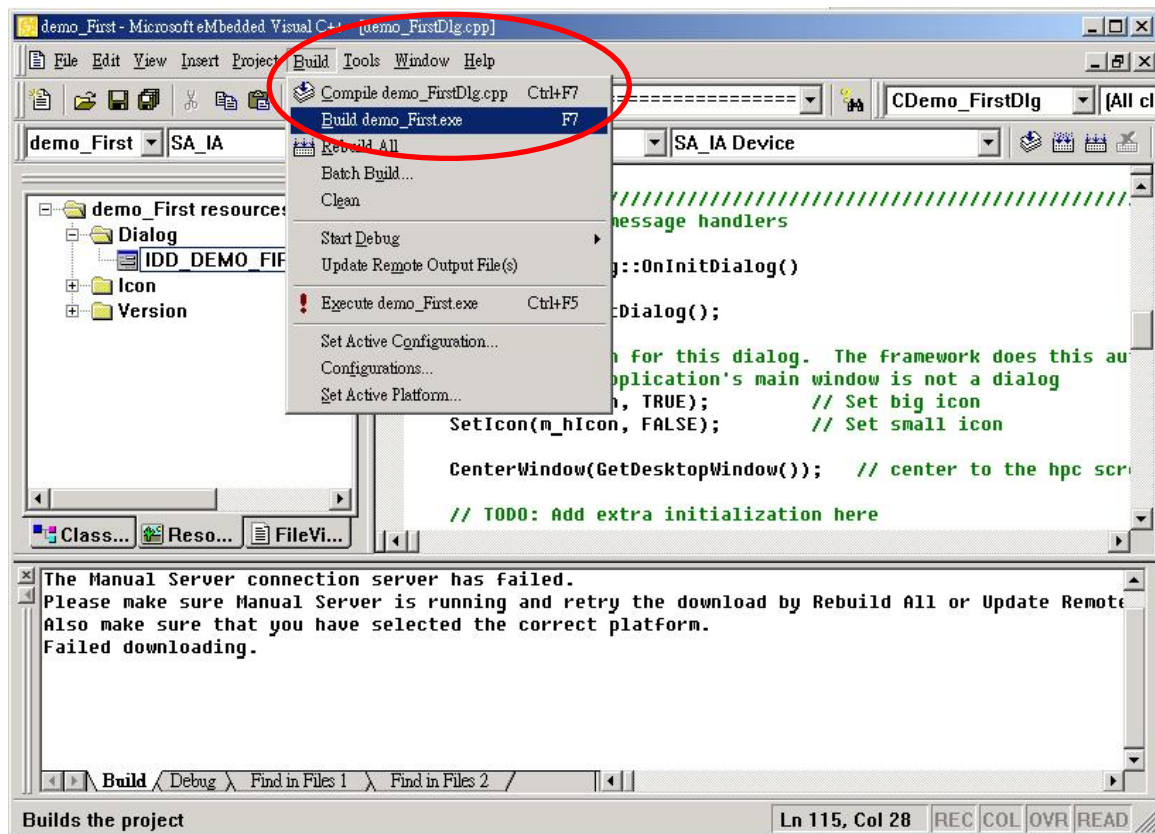 demo_First - Microsoft eMbedded Visual C++ - [demo_FirstDlg.cpp]
File Edit View Insert Project Build Tools Window Help
Compile demo_FirstDlg.cpp Ctrl+F7
CDemo_FirstDlg [All cl
Build demo_First.exe F7
demo_First SA_IA
Rebuild All
SA_IA Device
Batch Build...
Clean
Start Debug
Update Remote Output File(s)
Execute demo_First.exe Ctrl+F5
Set Active Configuration...
Configurations...
Set Active Platform...
demo_First resources
Dialog
IDD_DEMO_FIR
Icon
Version
Class... Reso... FileVi...
//////////////////////////////////////////
message handlers
::OnInitDialog()
tDialog();
for this dialog. The framework does this au
pplication's main window is not a dialog
, TRUE); // Set big icon
SetIcon(m_hIcon, FALSE); // Set small icon
CenterWindow(GetDesktopWindow()); // center to the hpc scr
// TODO: Add extra initialization here
The Manual Server connection server has failed.
Please make sure Manual Server is running and retry the download by Rebuild All or Update Remote
Also make sure that you have selected the correct platform.
Failed downloading.
Build Debug Find in Files 1 Find in Files 2
Builds the project Ln 115, Col 28 REC COL OVR READ